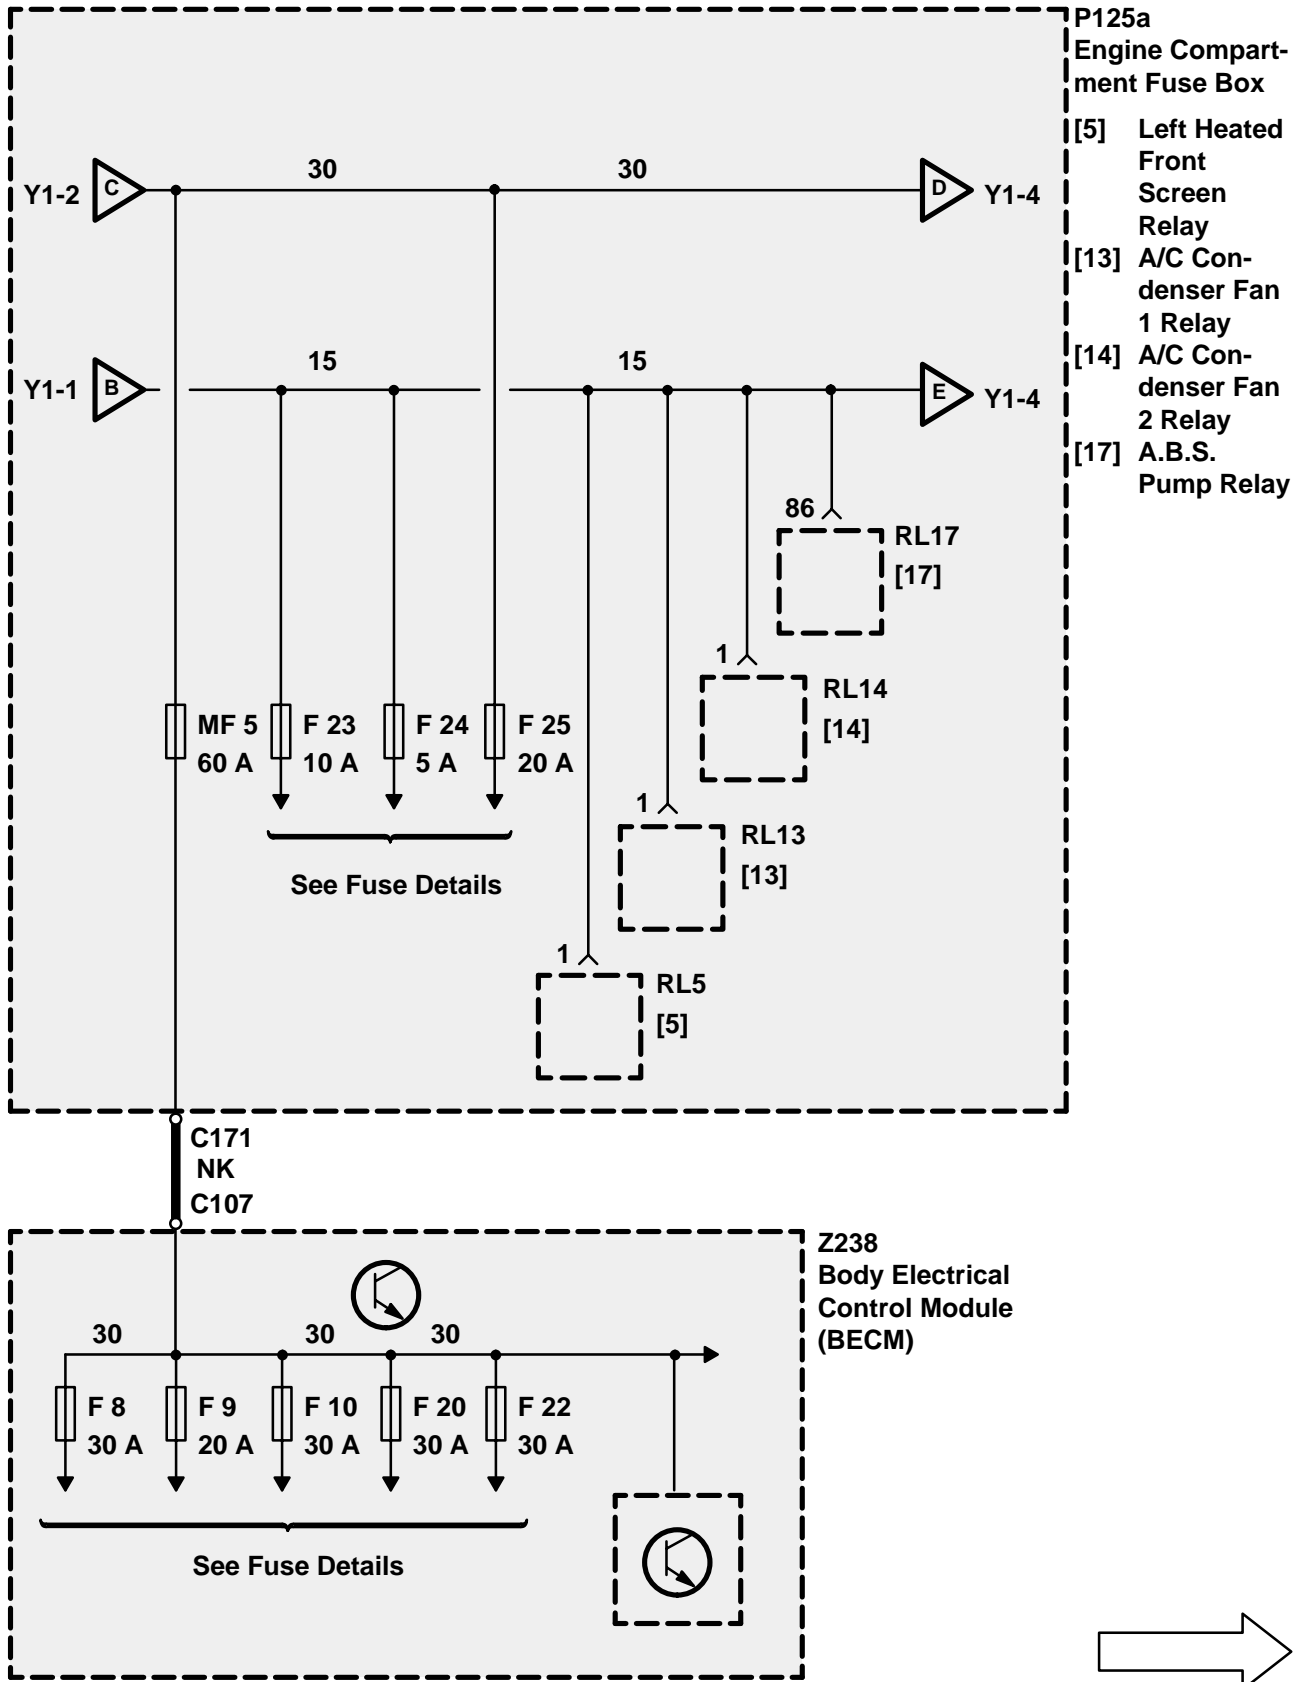 P125a
Engine Compart-
ment Fuse Box
[5] Left Heated
Front
Screen
Relay
[13] A/C Con-
denser Fan
1 Relay
[14] A/C Con-
denser Fan
2 Relay
[17] A.B.S.
Pump Relay
30 30
Y1-2 C D Y1-4
15 15
Y1-1 B E Y1-4
86
RL17
[17]
1
RL14
[14]
MF 5 F 23 F 24 F 25
60 A 10 A 5 A 20 A
1
RL13
[13]
See Fuse Details
1
RL5
[5]
C171
NK
C107
Z238
Body Electrical
Control Module
(BECM)
30 30 30
F 8 F 9 F 10 F 20 F 22
30 A 20 A 30 A 30 A 30 A
See Fuse Details